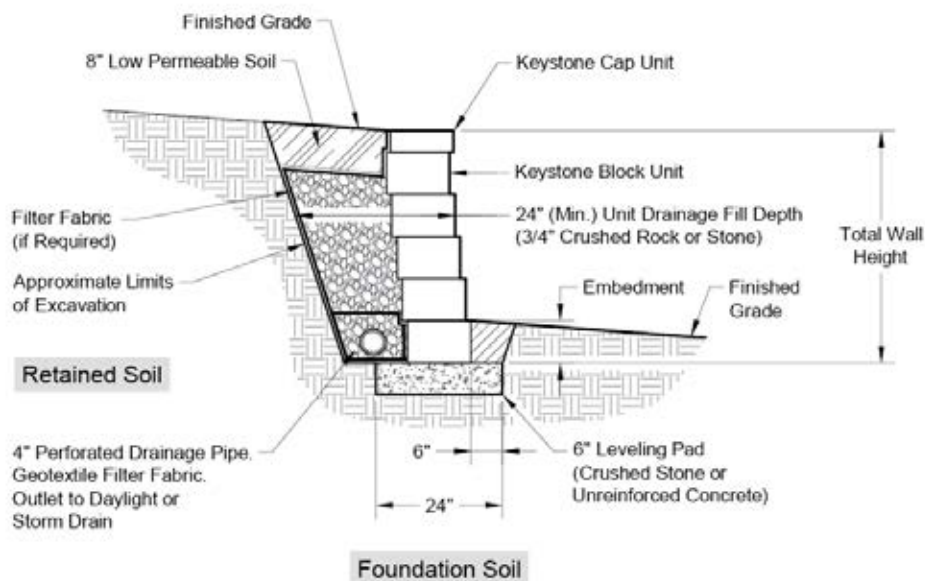 Finished Grade
8" Low Permeable Soil
Keystone Cap Unit
Keystone Block Unit
Filter Fabric
(if Required)
24" (Min.) Unit Drainage Fill Depth
(3/4" Crushed Rock or Stone)
Total Wall
Height
Approximate Limits
of Excavation
Embedment
Finished
Grade
Retained Soil
4" Perforated Drainage Pipe.
Geotextile Filter Fabric.
Outlet to Daylight or
Storm Drain
6"
6" Leveling Pad
(Crushed Stone or
Unreinforced Concrete)
24"
Foundation Soil